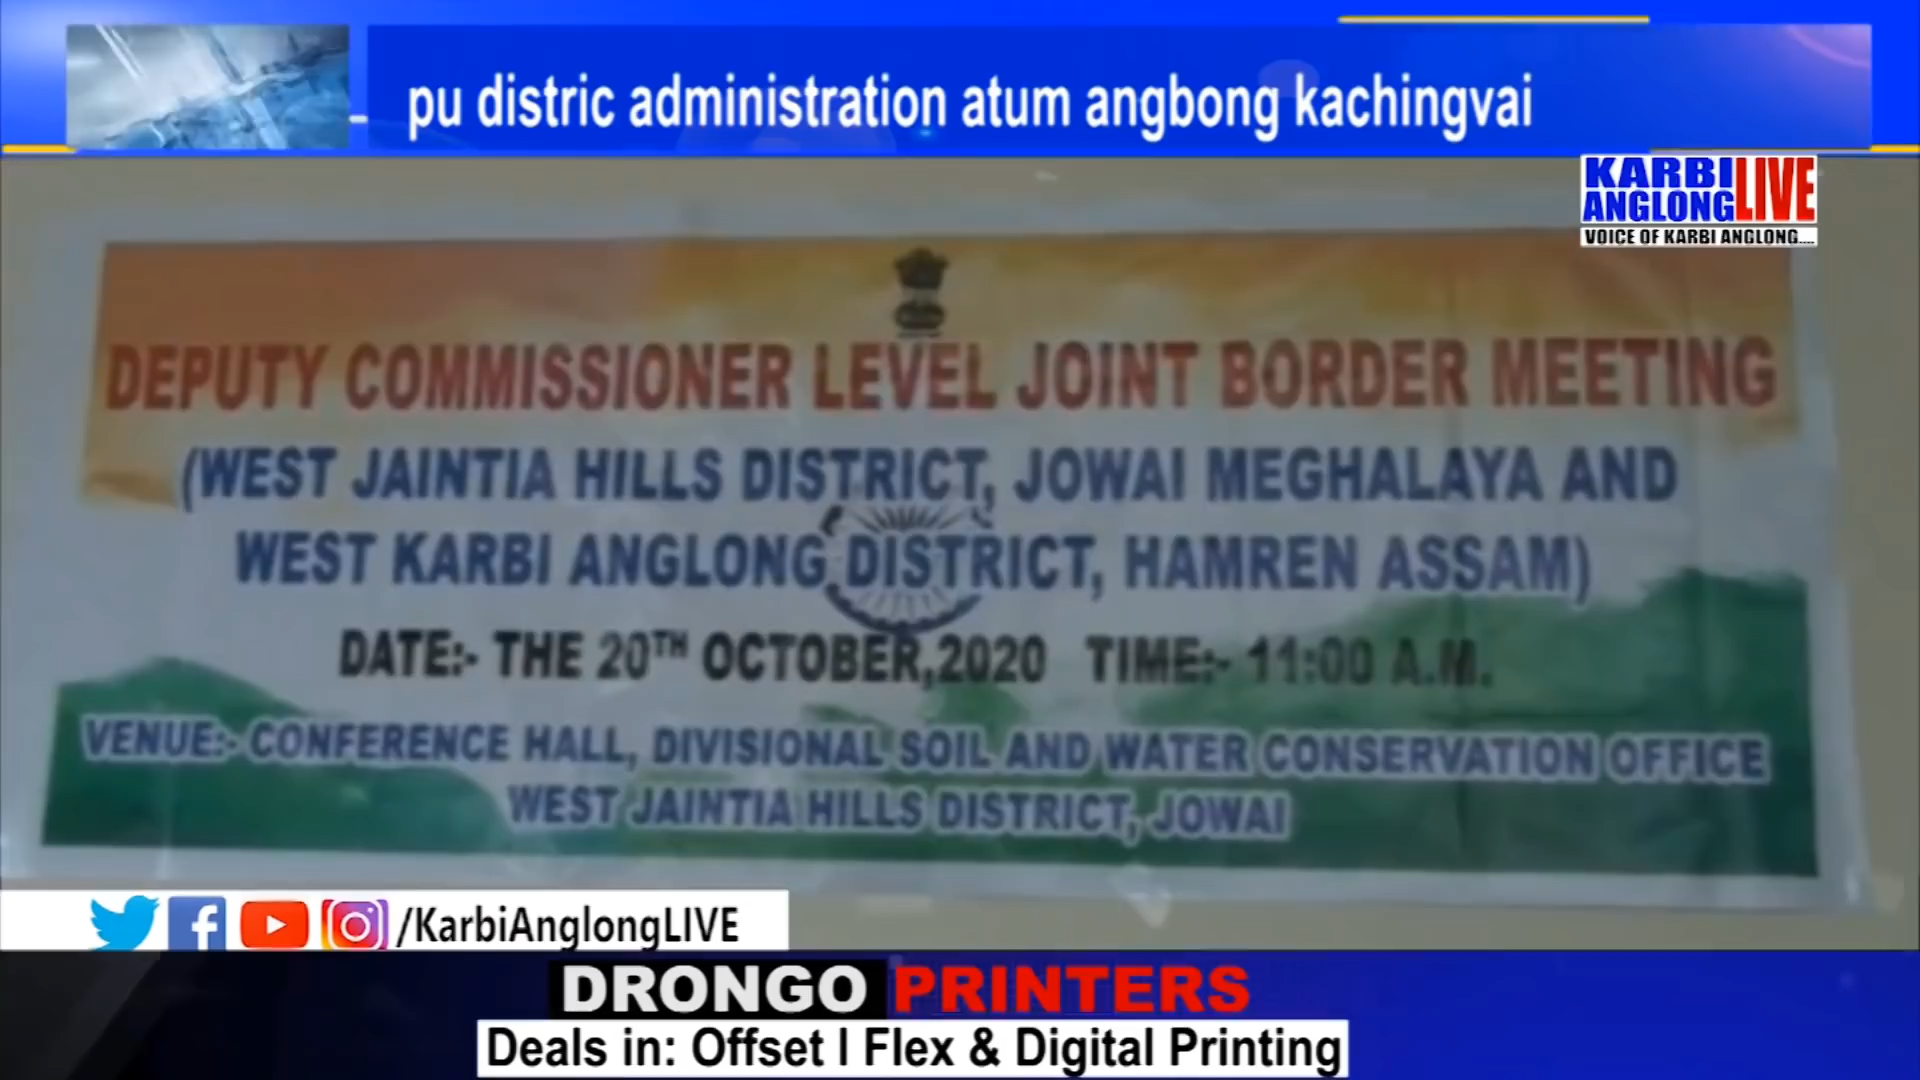 pu distric administration atum angbong kachingvai
KARBI ANGLONG LIVE
VOICE OF KARBI ANGLONG....
DEPUTY COMMISSIONER LEVEL JOINT BORDER MEETING
(WEST JAINTIA HILLS DISTRICT, JOWAI MEGHALAYA AND
WEST KARBI ANGLONG DISTRICT, HAMREN ASSAM)
DATE:- THE 20TH OCTOBER,2020 TIME:- 11:00 A.M.
VENUE:- CONFERENCE HALL, DIVISIONAL SOIL AND WATER CONSERVATION OFFICE
WEST JAINTIA HILLS DISTRICT, JOWAI
/KarbiAnglongLIVE
DRONGO PRINTERS
Deals in: Offset I Flex & Digital Printing